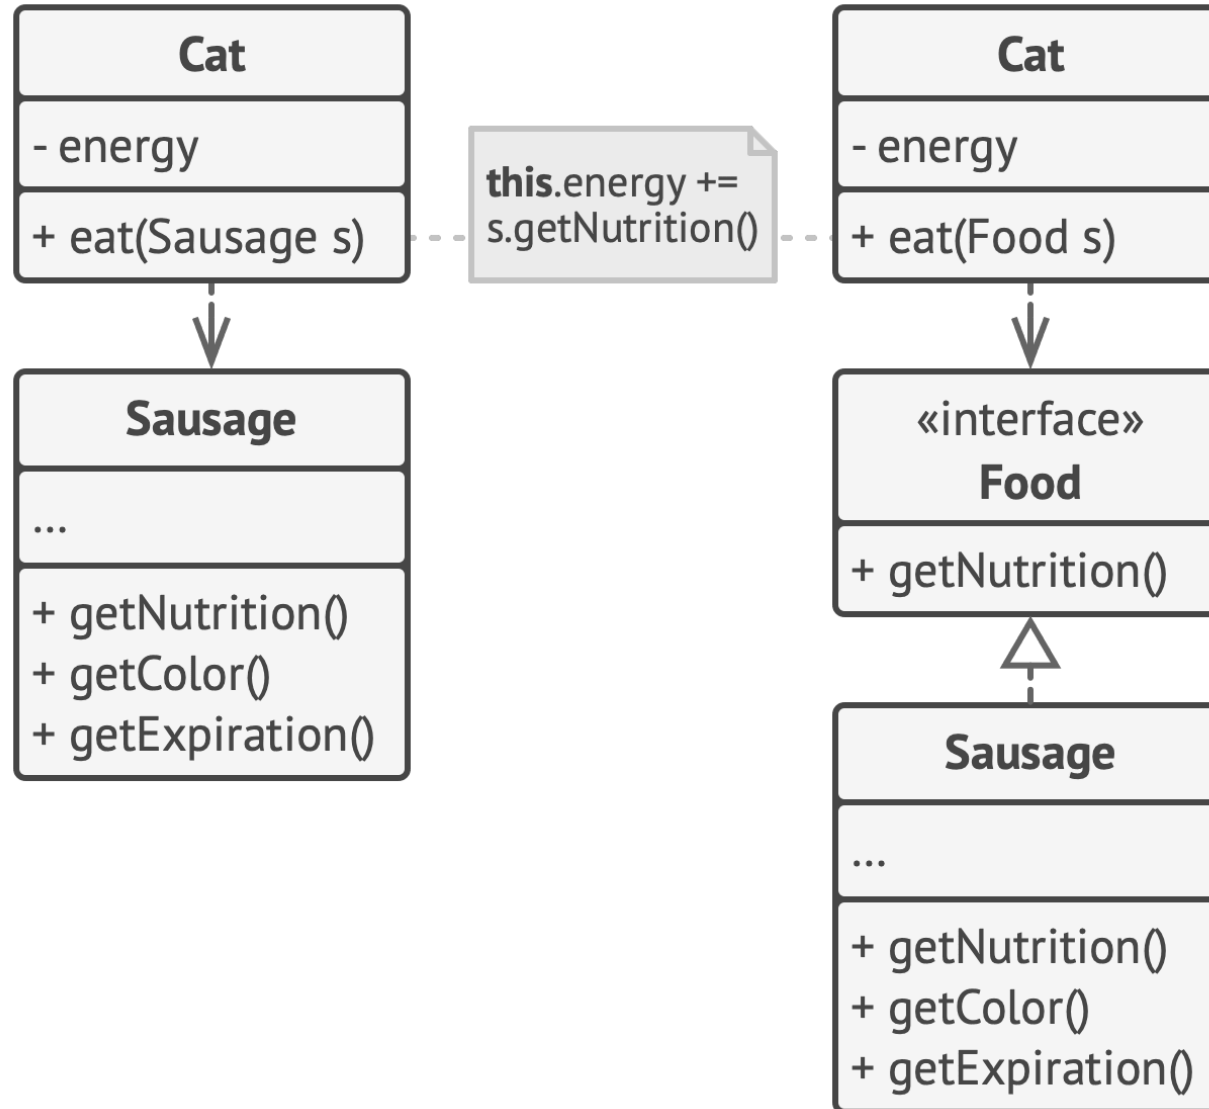 Cat
- energy
+ eat(Sausage s)
this.energy +=
s.getNutrition()
Sausage
...
+ getNutrition()
+ getColor()
+ getExpiration()
Cat
- energy
+ eat(Food s)
«interface»
Food
+ getNutrition()
Sausage
...
+ getNutrition()
+ getColor()
+ getExpiration()